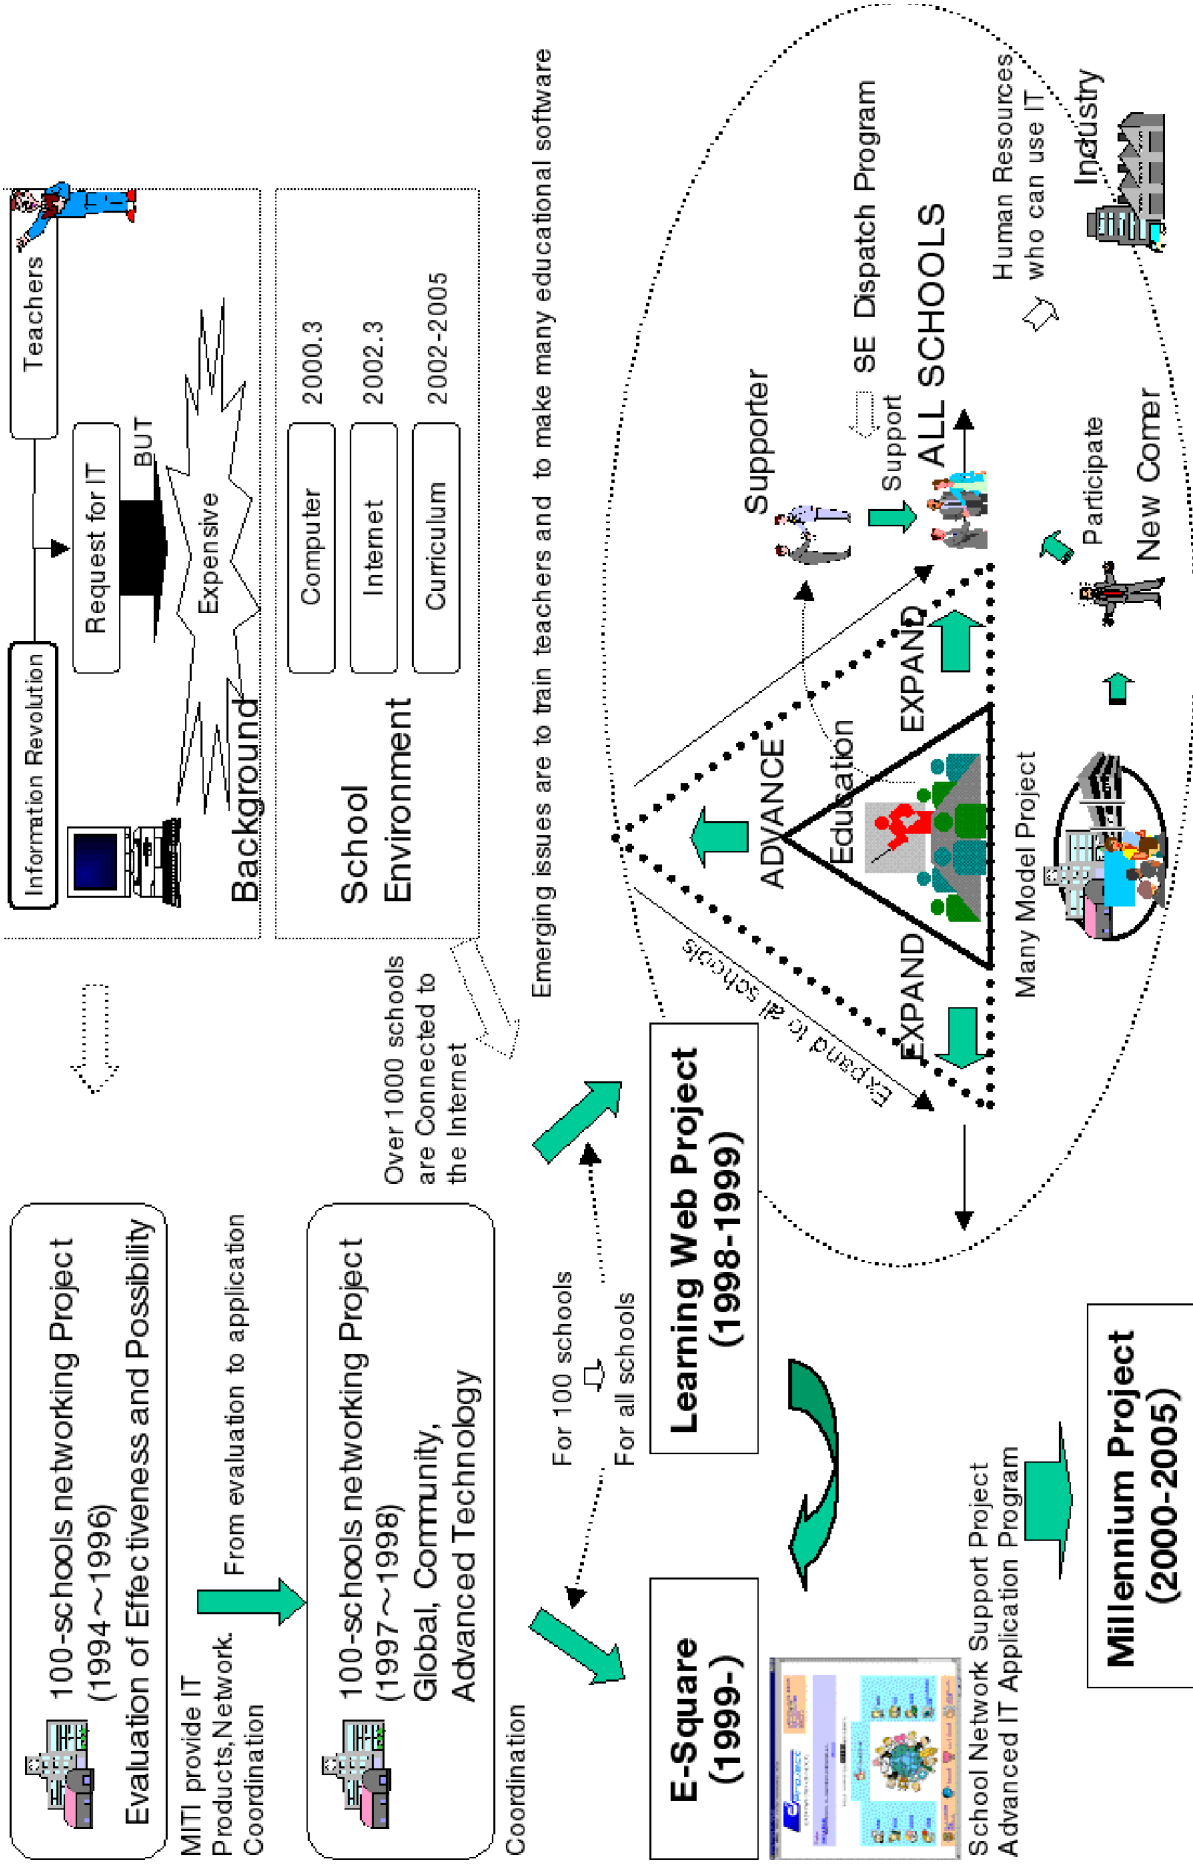 100-schools networking Project
(1994～1996)
Evaluation of Effectiveness and Possibility
MITI provide IT
Products,Network.
Coordination
From evaluation to application
100-schools networking Project
(1997～1998)
Global, Community,
Advanced Technology
Coordination
Over 1000 schools
are Connected to
the Internet
For 100 schools
For all schools
Information Revolution
Teachers
Request for IT
BUT
Expensive
Background
School
Environment
Computer
2000.3
Internet
2002.3
Curriculum
2002-2005
Emerging issues are to train teachers and to make many educational software
E-Square
(1999-)
Learning Web Project
(1998-1999)
School Network Support Project
Advanced IT Application Program
Millennium Project
(2000-2005)
Expand to all schools
ADVANCE
Education
EXPAND
EXPAND
Supporter
Support
SE Dispatch Program
ALL SCHOOLS
Many Model Project
Participate
New Comer
Human Resources
who can use IT
Industry